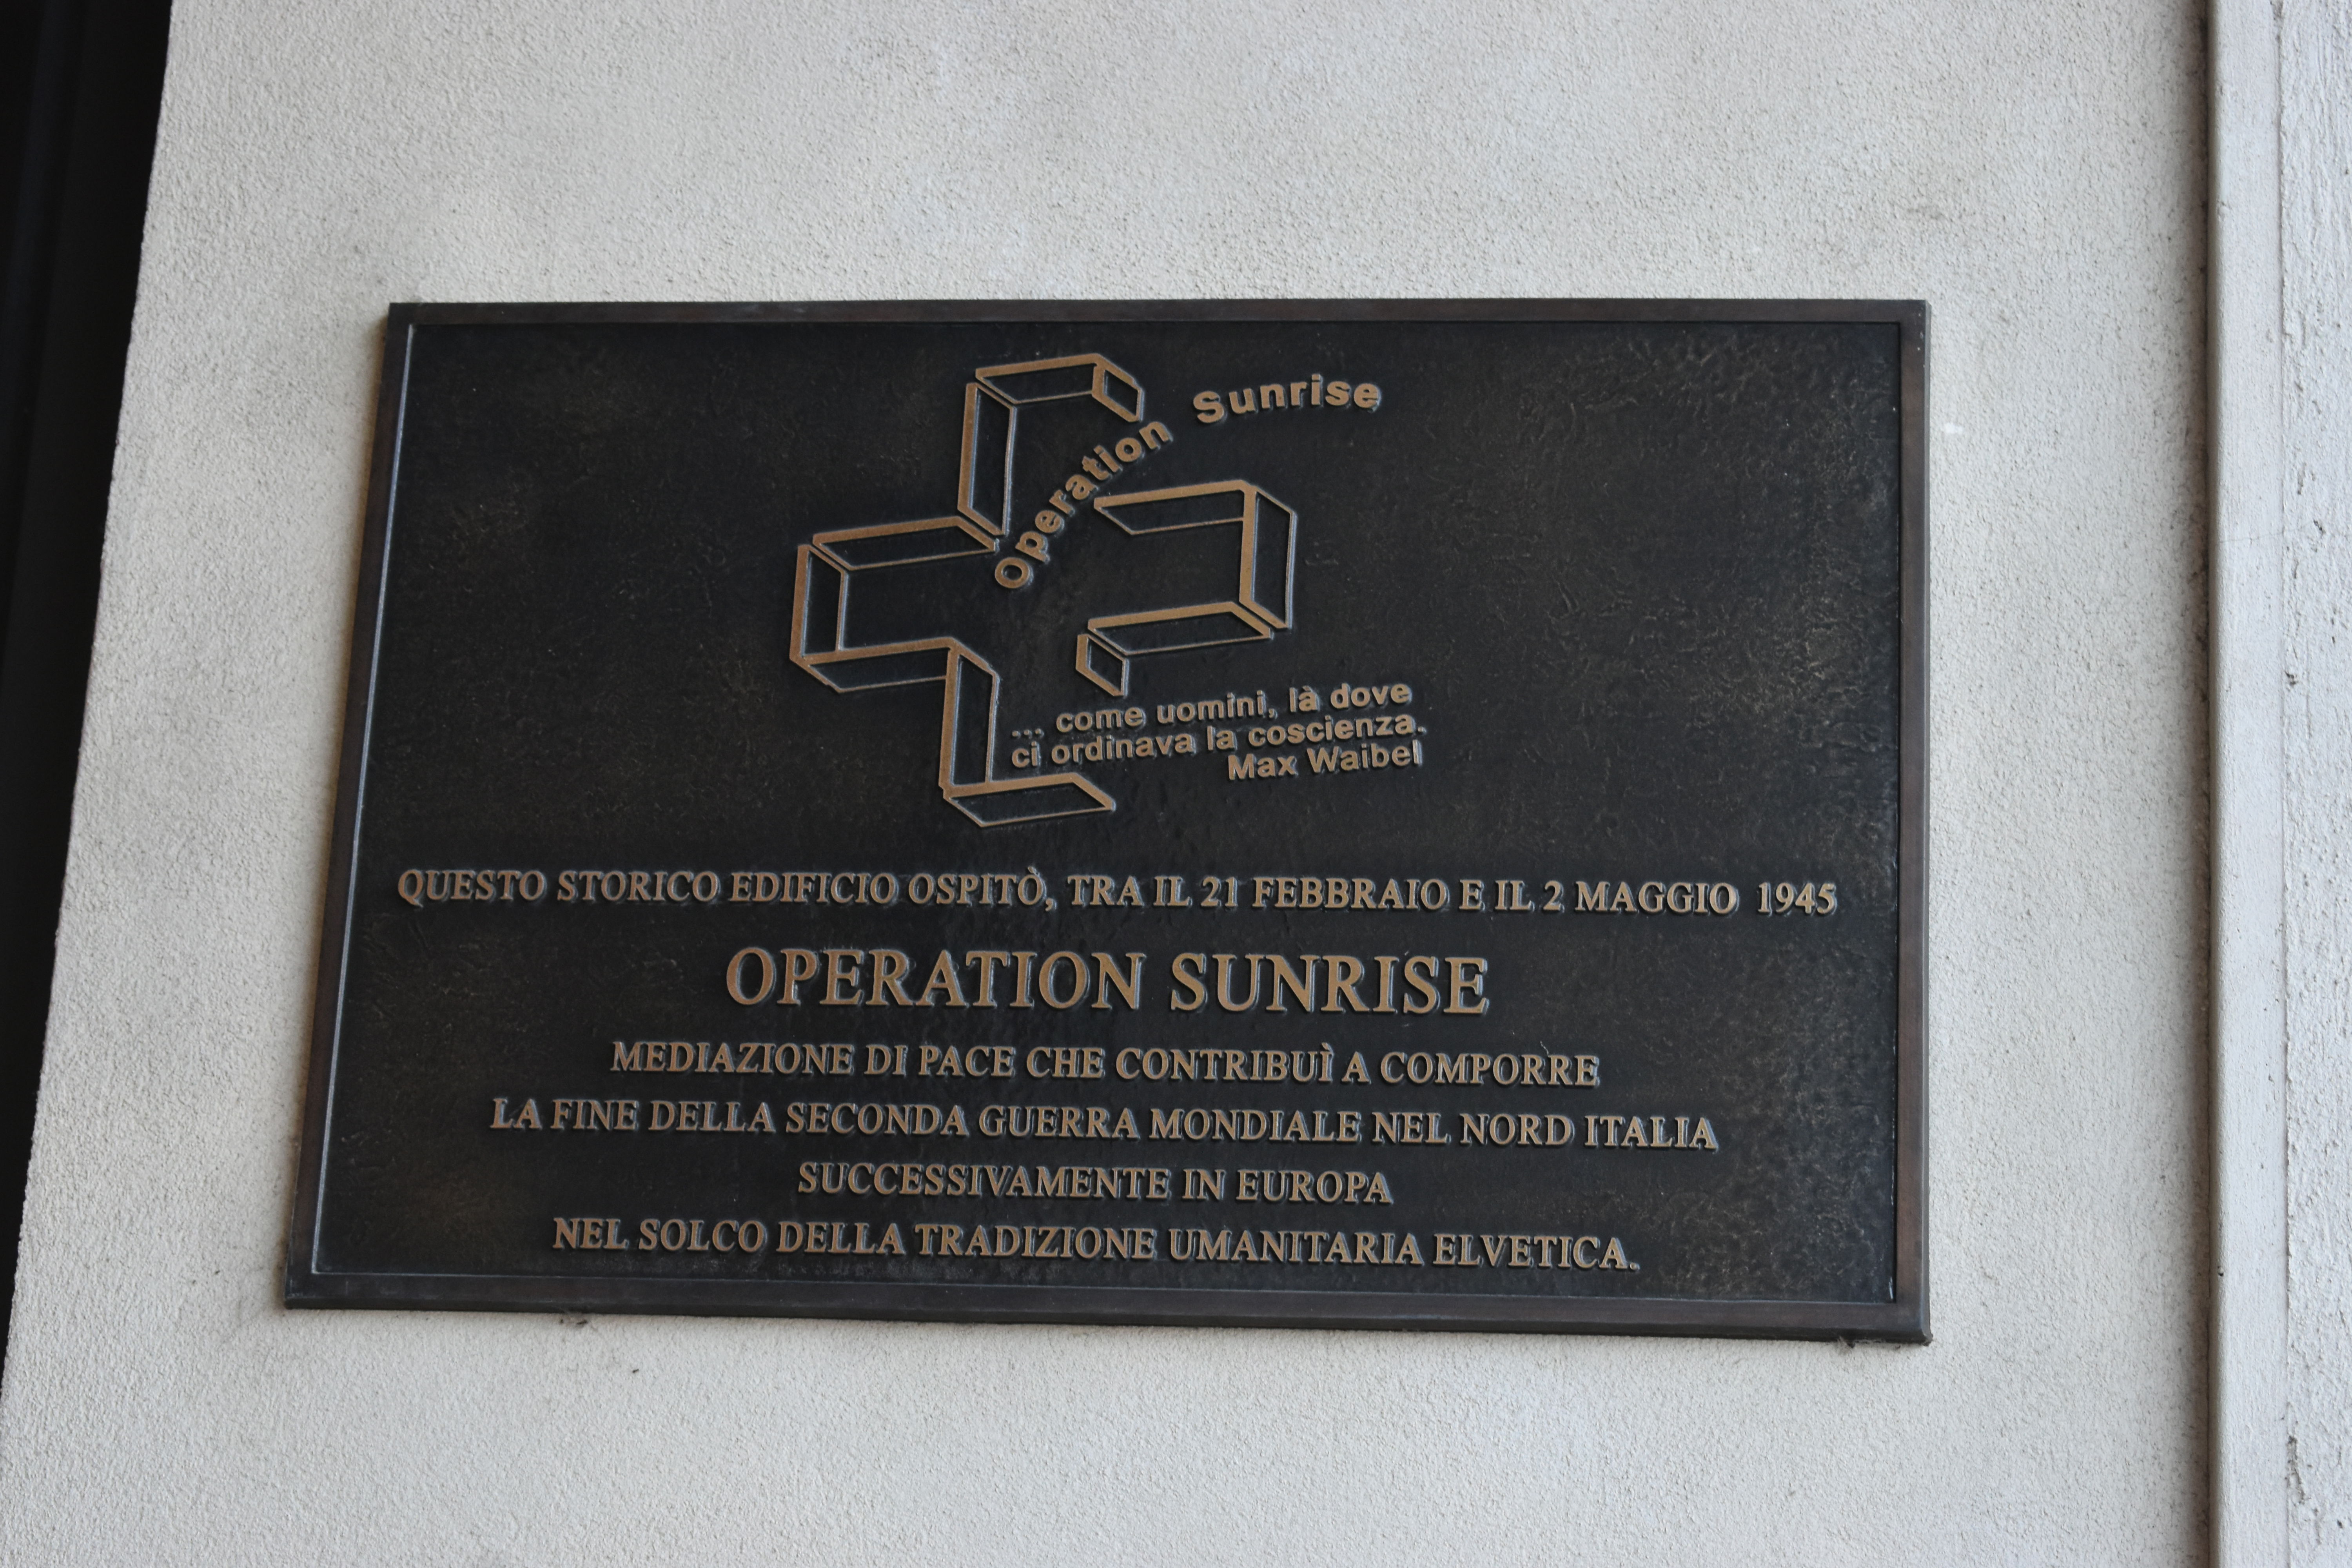 Operation Sunrise
... come uomini, là dove
ci ordinava la coscienza.
Max Waibel
QUESTO STORICO EDIFICIO OSPITÒ, TRA IL 21 FEBBRAIO E IL 2 MAGGIO 1945
OPERATION SUNRISE
MEDIAZIONE DI PACE CHE CONTRIBUÌ A COMPORRE
LA FINE DELLA SECONDA GUERRA MONDIALE NEL NORD ITALIA
SUCCESSIVAMENTE IN EUROPA
NEL SOLCO DELLA TRADIZIONE UMANITARIA ELVETICA.